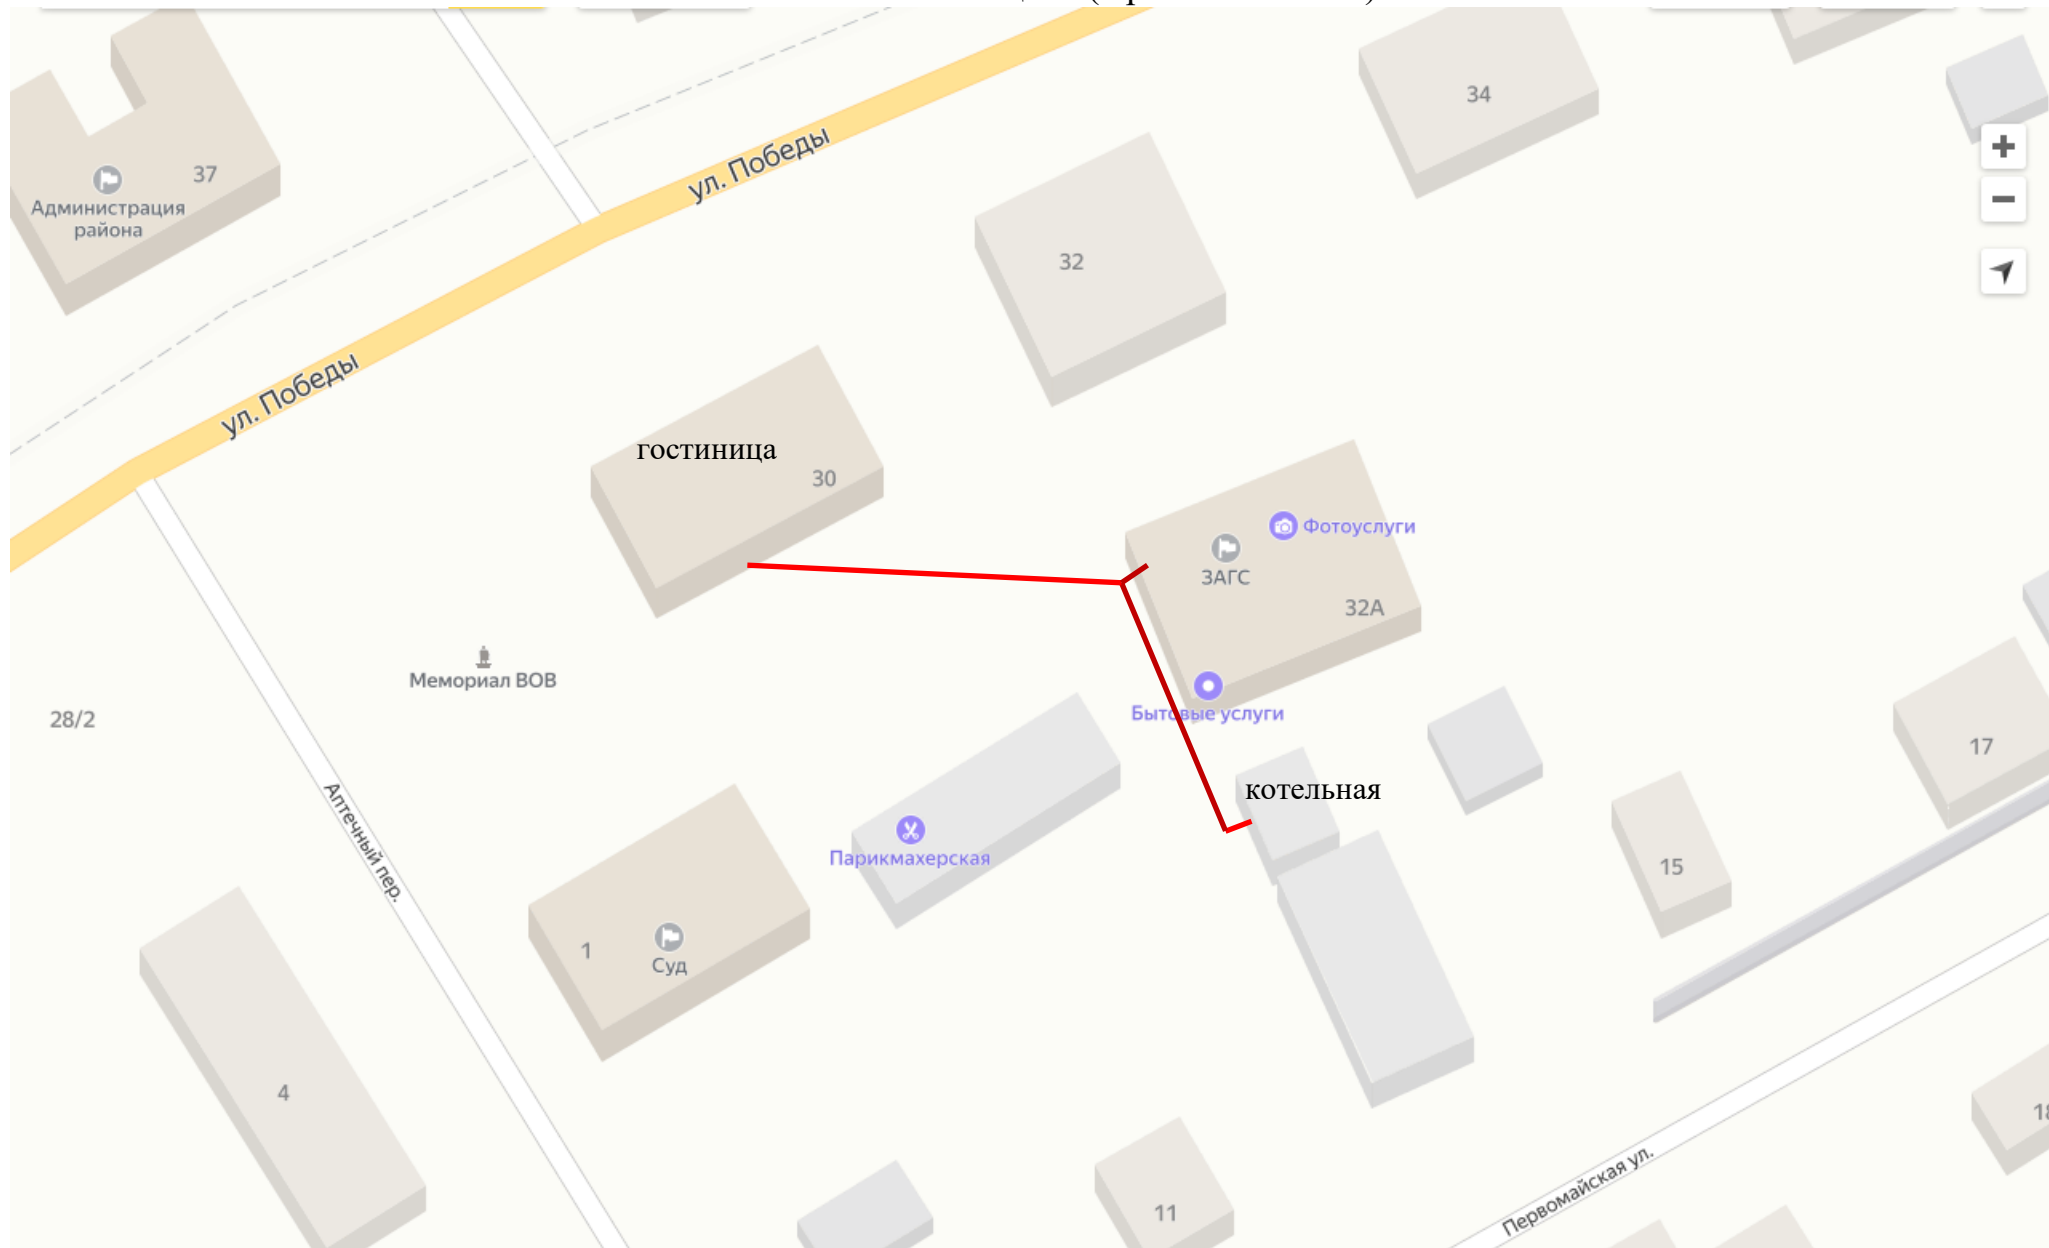 34
ул. Победы
37
Администрация
района
32
ул. Победы
гостиница
30
Фотоуслуги
ЗАГС
32А
Мемориал ВОВ
Бытовые услуги
28/2
17
котельная
Аптечный пер.
Парикмахерская
15
1
Суд
4
11
Первомайская ул.